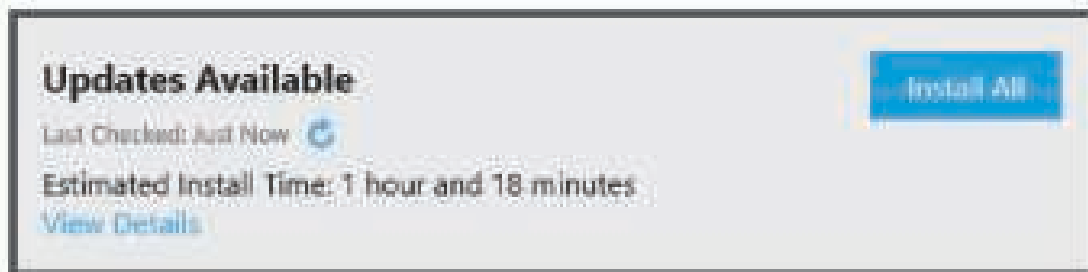 Updates Available
Install All
Last Checked: Just Now
Estimated Install Time: 1 hour and 18 minutes
View Details